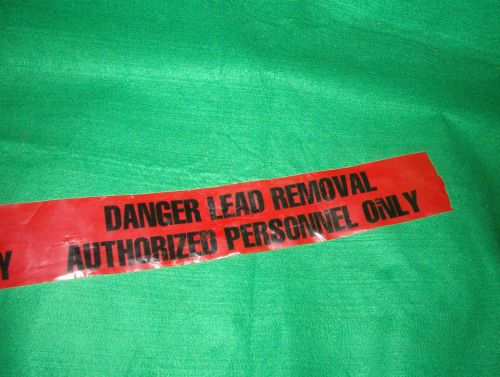 DANGER LEAD REMOVAL
Y AUTHORIZED PERSONNEL ONLY